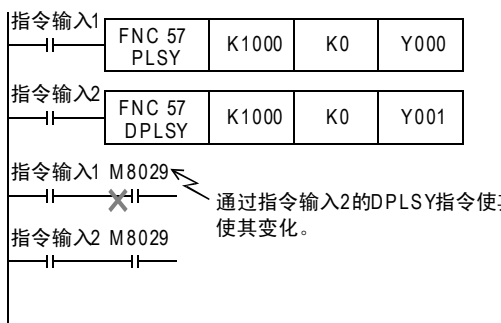 指令输入1
FNC 57
PLSY
K1000
K0
Y000
指令输入2
FNC 57
DPLSY
K1000
K0
Y001
指令输入1 M8029
通过指令输入2的DPLSY指令使
使其变化。
指令输入2 M8029